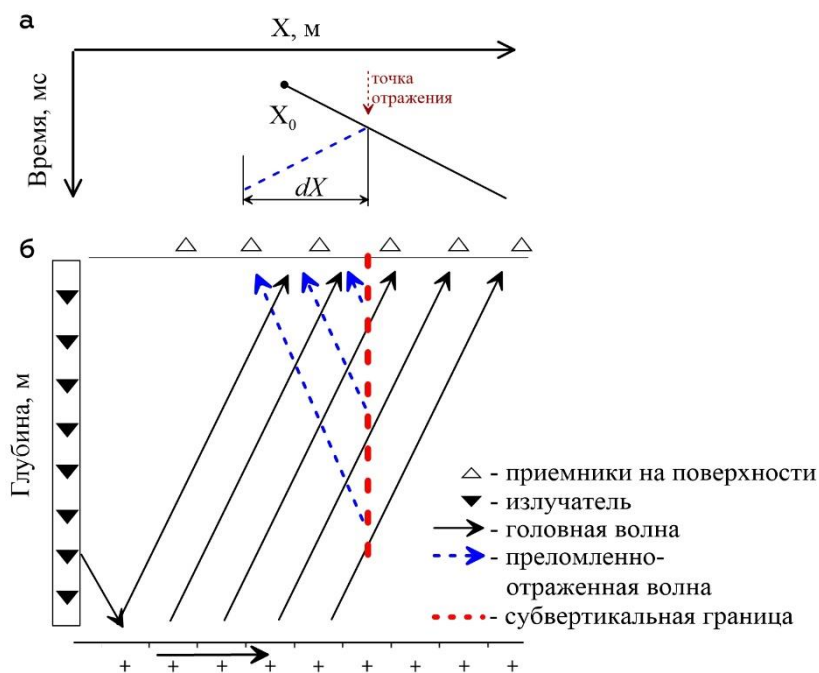 а
X, м
Время, мс
точка
отражения
X₀
dX
б
Глубина, м
- приемники на поверхности
- излучатель
- головная волна
- преломленно-
отраженная волна
- субвертикальная граница
+ + + + + + + +